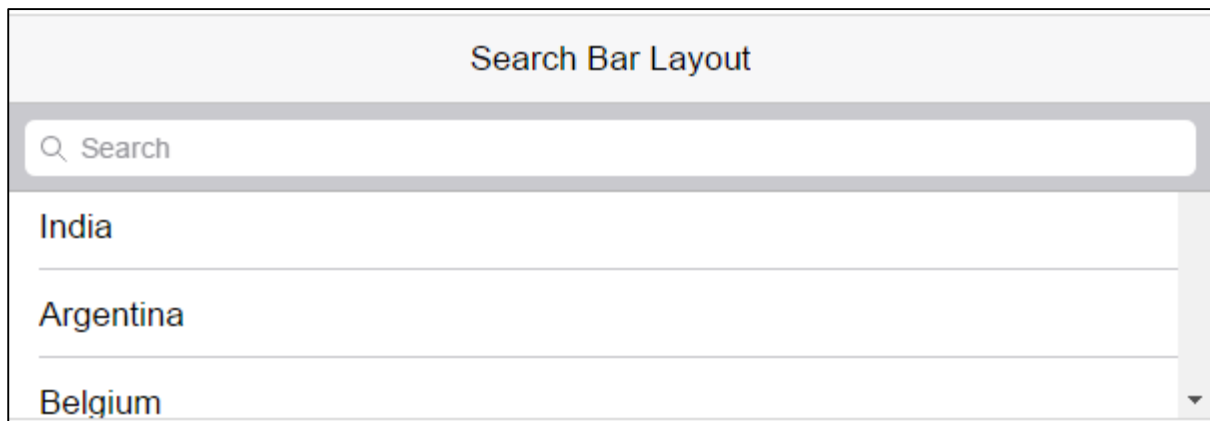 Search Bar Layout
Search
India
Argentina
Belgium